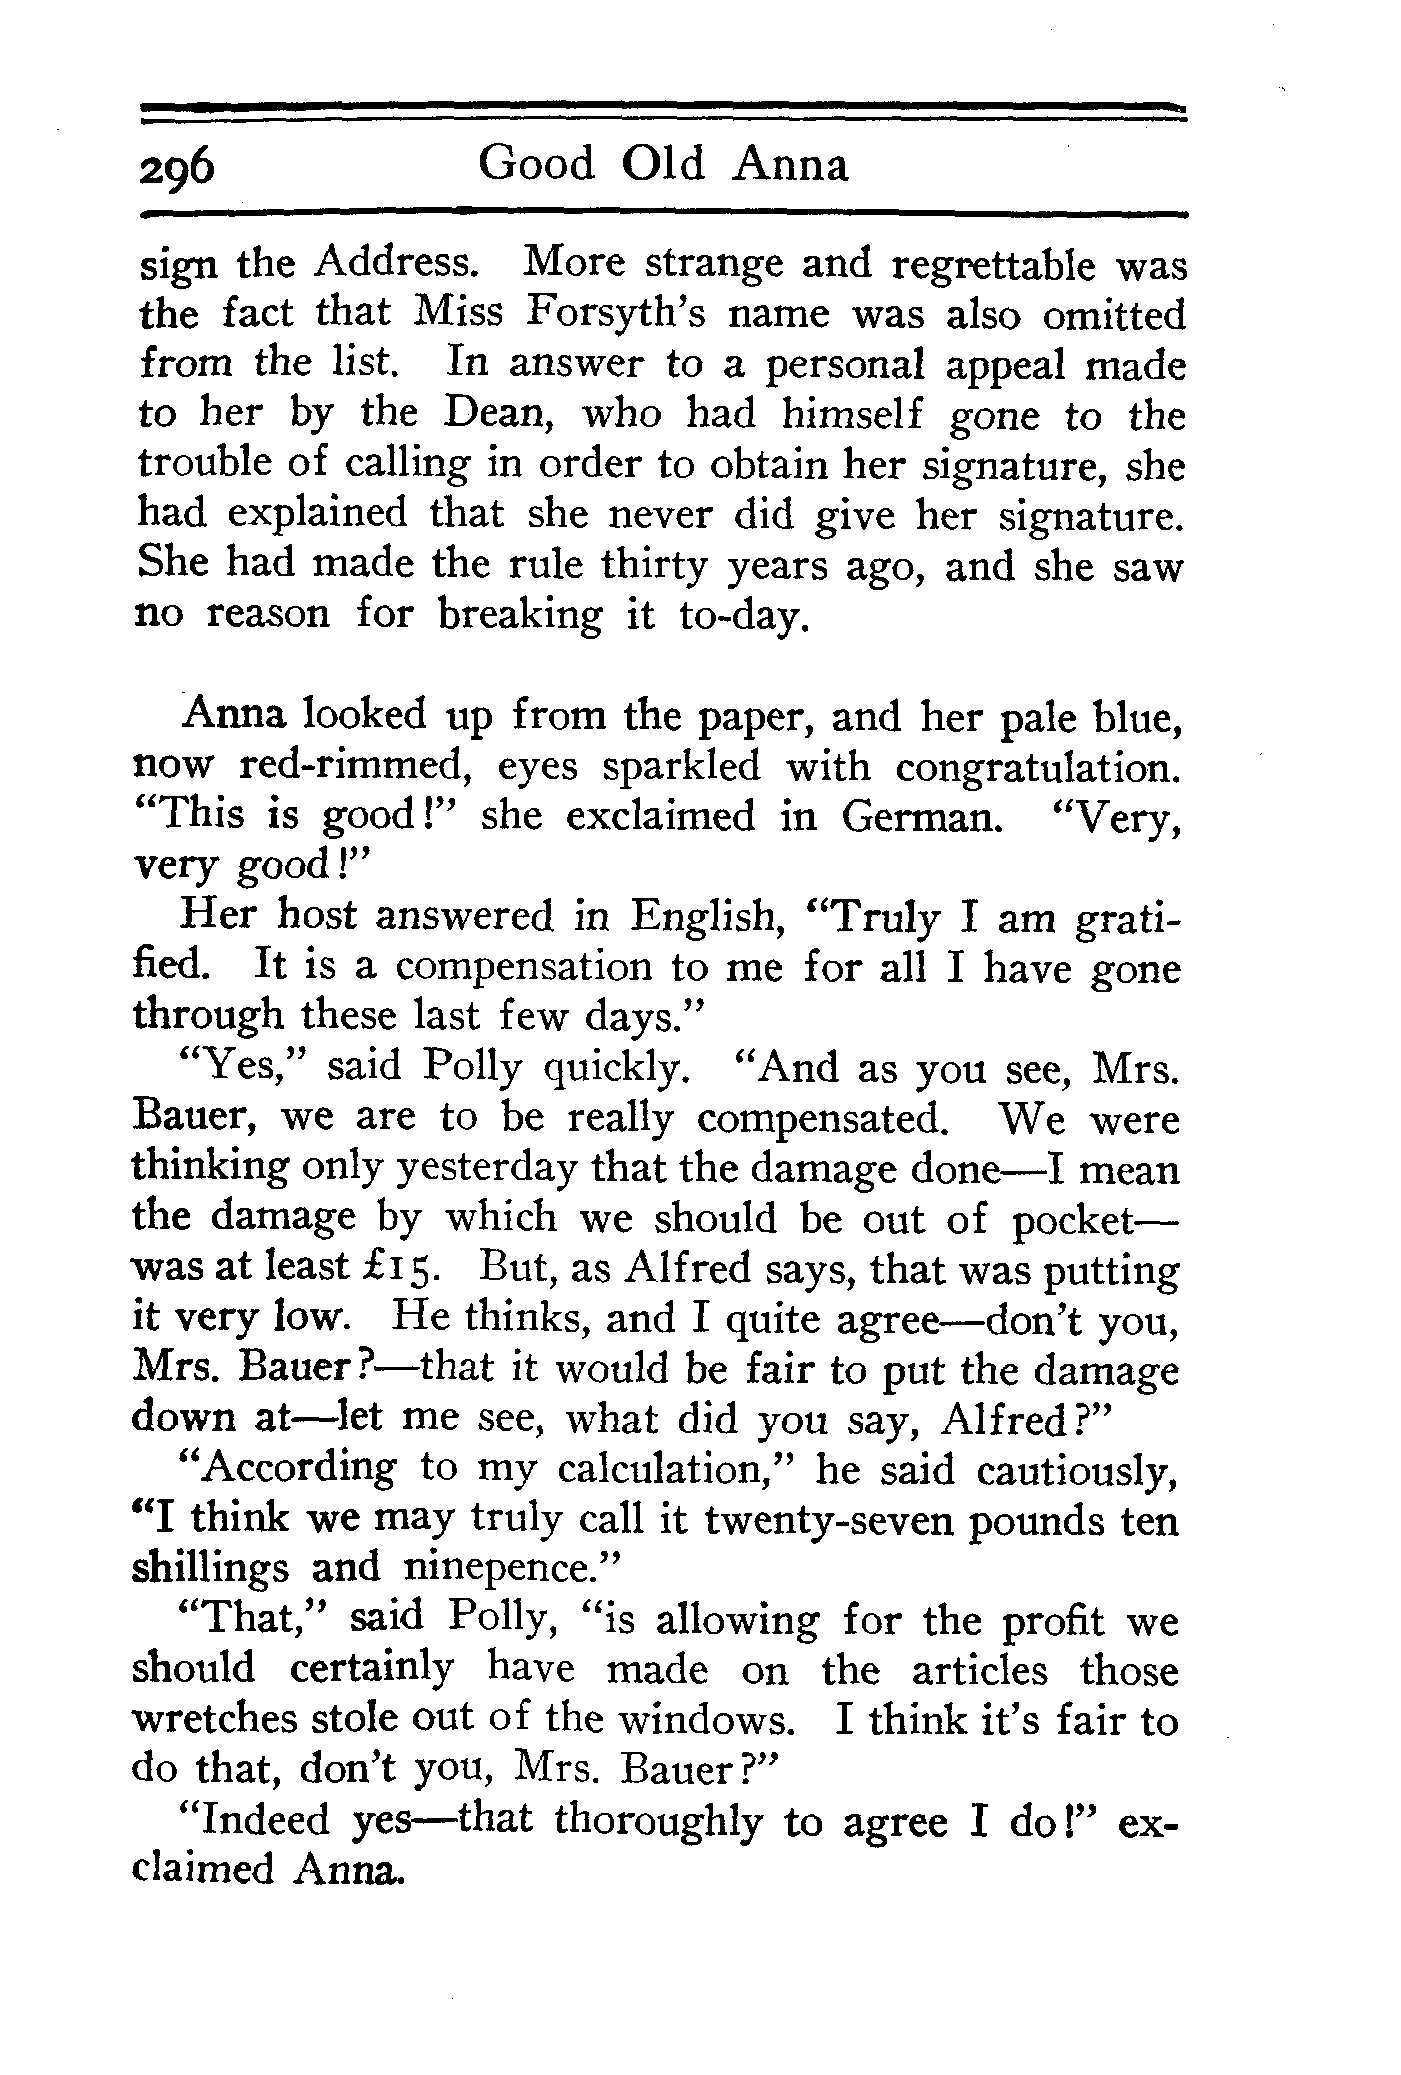 296 Good Old Anna
sign the Address. More strange and regrettable was
the fact that Miss Forsyth's name was also omitted
from the list. In answer to a personal appeal made
to her by the Dean, who had himself gone to the
trouble of calling in order to obtain her signature, she
had explained that she never did give her signature.
She had made the rule thirty years ago, and she saw
no reason for breaking it to-day.
Anna looked up from the paper, and her pale blue,
now red-rimmed, eyes sparkled with congratulation.
"This is good!" she exclaimed in German. "Very,
very good!"
Her host answered in English, "Truly I am grati-
fied. It is a compensation to me for all I have gone
through these last few days."
"Yes," said Polly quickly. "And as you see, Mrs.
Bauer, we are to be really compensated. We were
thinking only yesterday that the damage done—I mean
the damage by which we should be out of pocket—
was at least £15. But, as Alfred says, that was putting
it very low. He thinks, and I quite agree—don't you,
Mrs. Bauer?—that it would be fair to put the damage
down at—let me see, what did you say, Alfred?"
"According to my calculation," he said cautiously,
"I think we may truly call it twenty-seven pounds ten
shillings and ninepence."
"That," said Polly, "is allowing for the profit we
should certainly have made on the articles those
wretches stole out of the windows. I think it's fair to
do that, don't you, Mrs. Bauer?"
"Indeed yes—that thoroughly to agree I do!" ex-
claimed Anna.